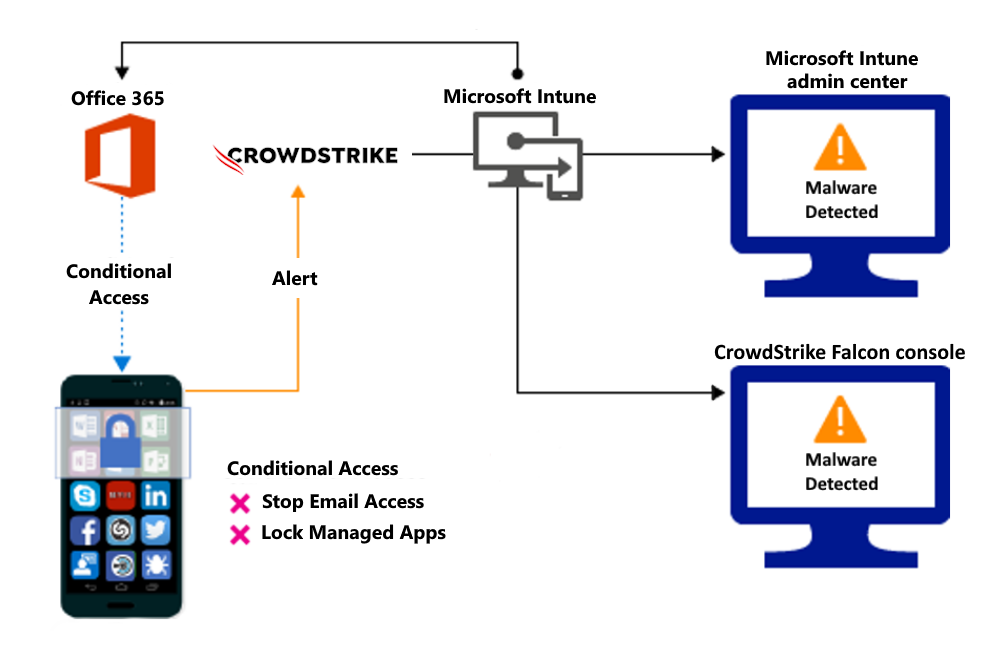 Microsoft Intune
admin center
Office 365
Microsoft Intune
CROWDSTRIKE
Malware
Detected
Conditional
Access
Alert
CrowdStrike Falcon console
Malware
Detected
Conditional Access
Stop Email Access
Lock Managed Apps